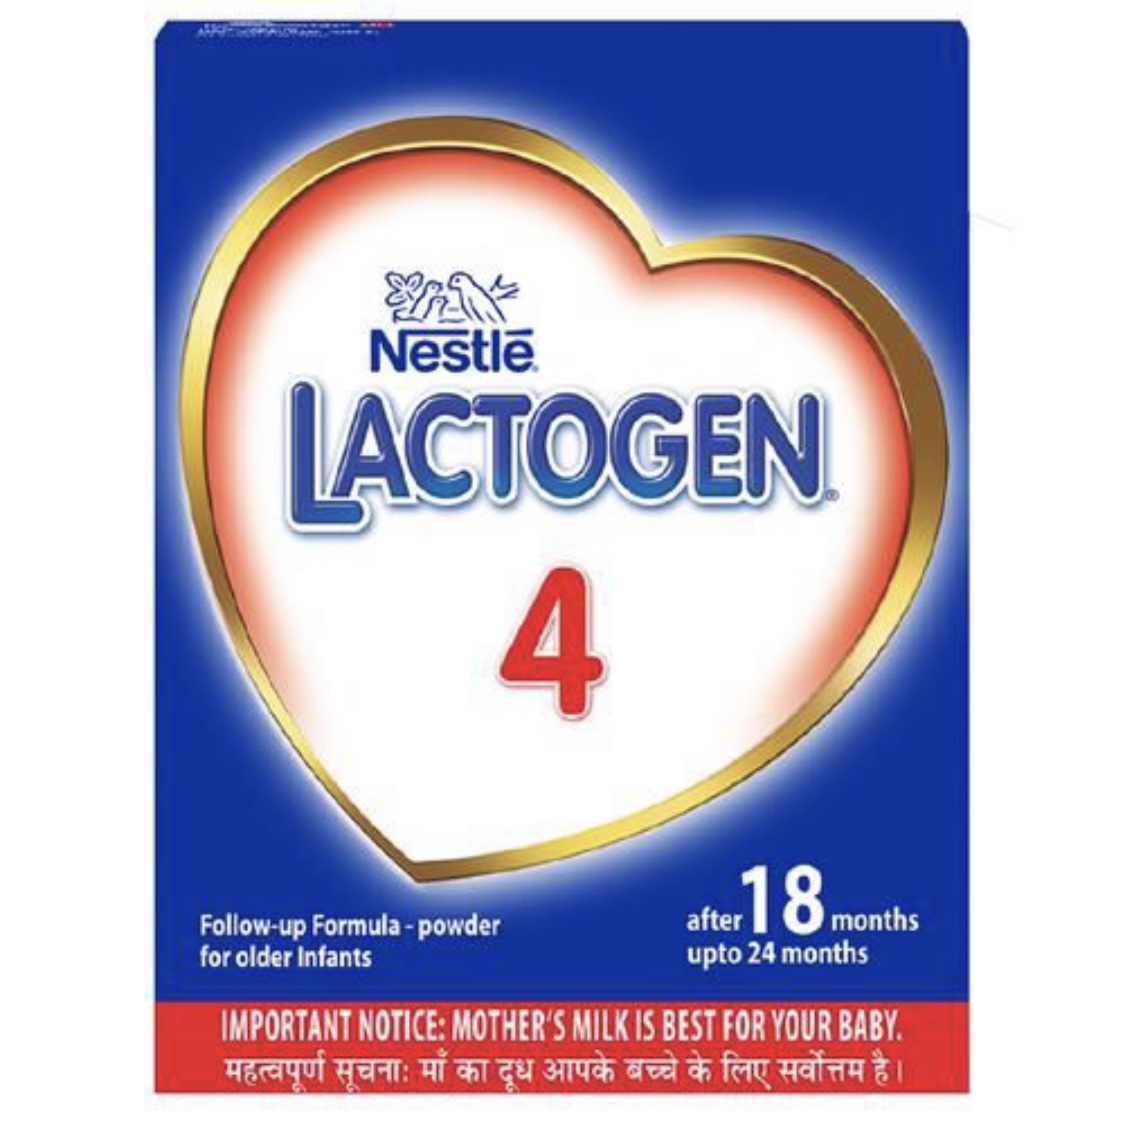 Nestlé
LACTOGEN®
4
Follow-up Formula - powder
for older Infants
after 18 months
upto 24 months
IMPORTANT NOTICE: MOTHER'S MILK IS BEST FOR YOUR BABY.
महत्वपूर्ण सूचना: माँ का दूध आपके बच्चे के लिए सर्वोत्तम है।